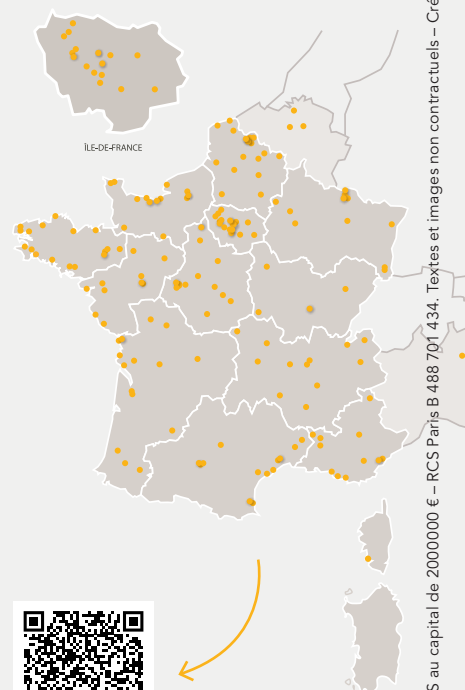 ÎLE-DE-FRANCE
S au capital de 2000000 € – RCS Paris B 488 701 434. Textes et images non contractuels – Cré